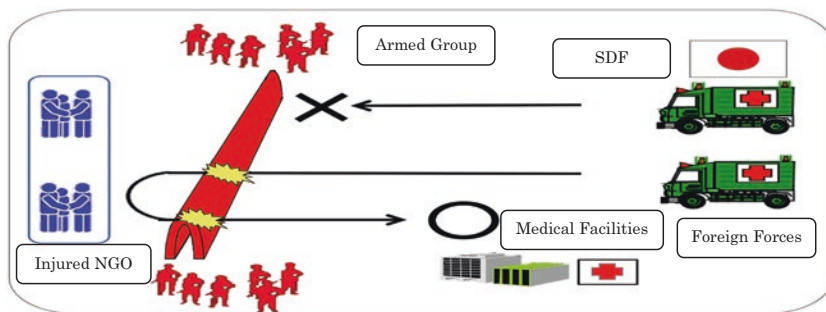 Armed Group
SDF
Medical Facilities
Foreign Forces
Injured NGO